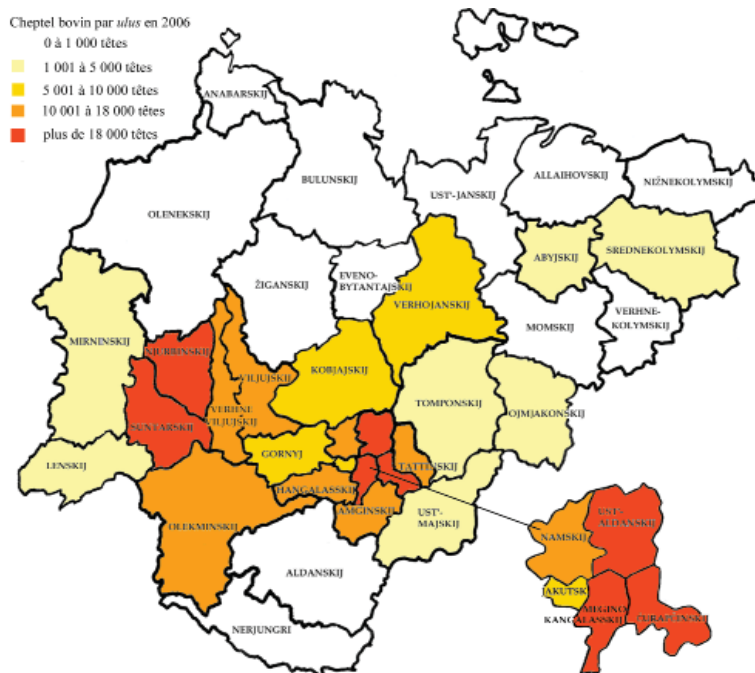 Cheptel bovin par ulus en 2006
0 à 1 000 têtes
1 001 à 5 000 têtes
5 001 à 10 000 têtes
10 001 à 18 000 têtes
plus de 18 000 têtes
ANABARSKIJ
BULUNSKIJ
UST'-JANSKIJ
ALLAIHOVSKIJ
NIŽNEKOLYMSKIJ
OLENEKSKIJ
ABYJSKIJ
SREDNEKOLYMSKIJ
ŽIGANSKIJ
EVENO-
BYTANTAJSKIJ
VERHOJANSKIJ
MOMSKIJ
VERHNE-
KOLYMSKIJ
MIRNINSKIJ
NJURBINSKIJ
VILJUJSKIJ
KOBJAJSKIJ
TOMPONSKIJ
OJMJAKONSKIJ
SUNTARSKIJ
VERHNE
VILJUJSKIJ
LENSKIJ
GORNYJ
TATTINSKIJ
HANGALASSKIJ
OLEKMINSKIJ
AMGINSKIJ
UST'-
MAJSKIJ
ALDANSKIJ
NERJUNGRI
UST'-
ALDANSKIJ
NAMSKIJ
JAKUTSK
MEGINO
KANGALASSKIJ